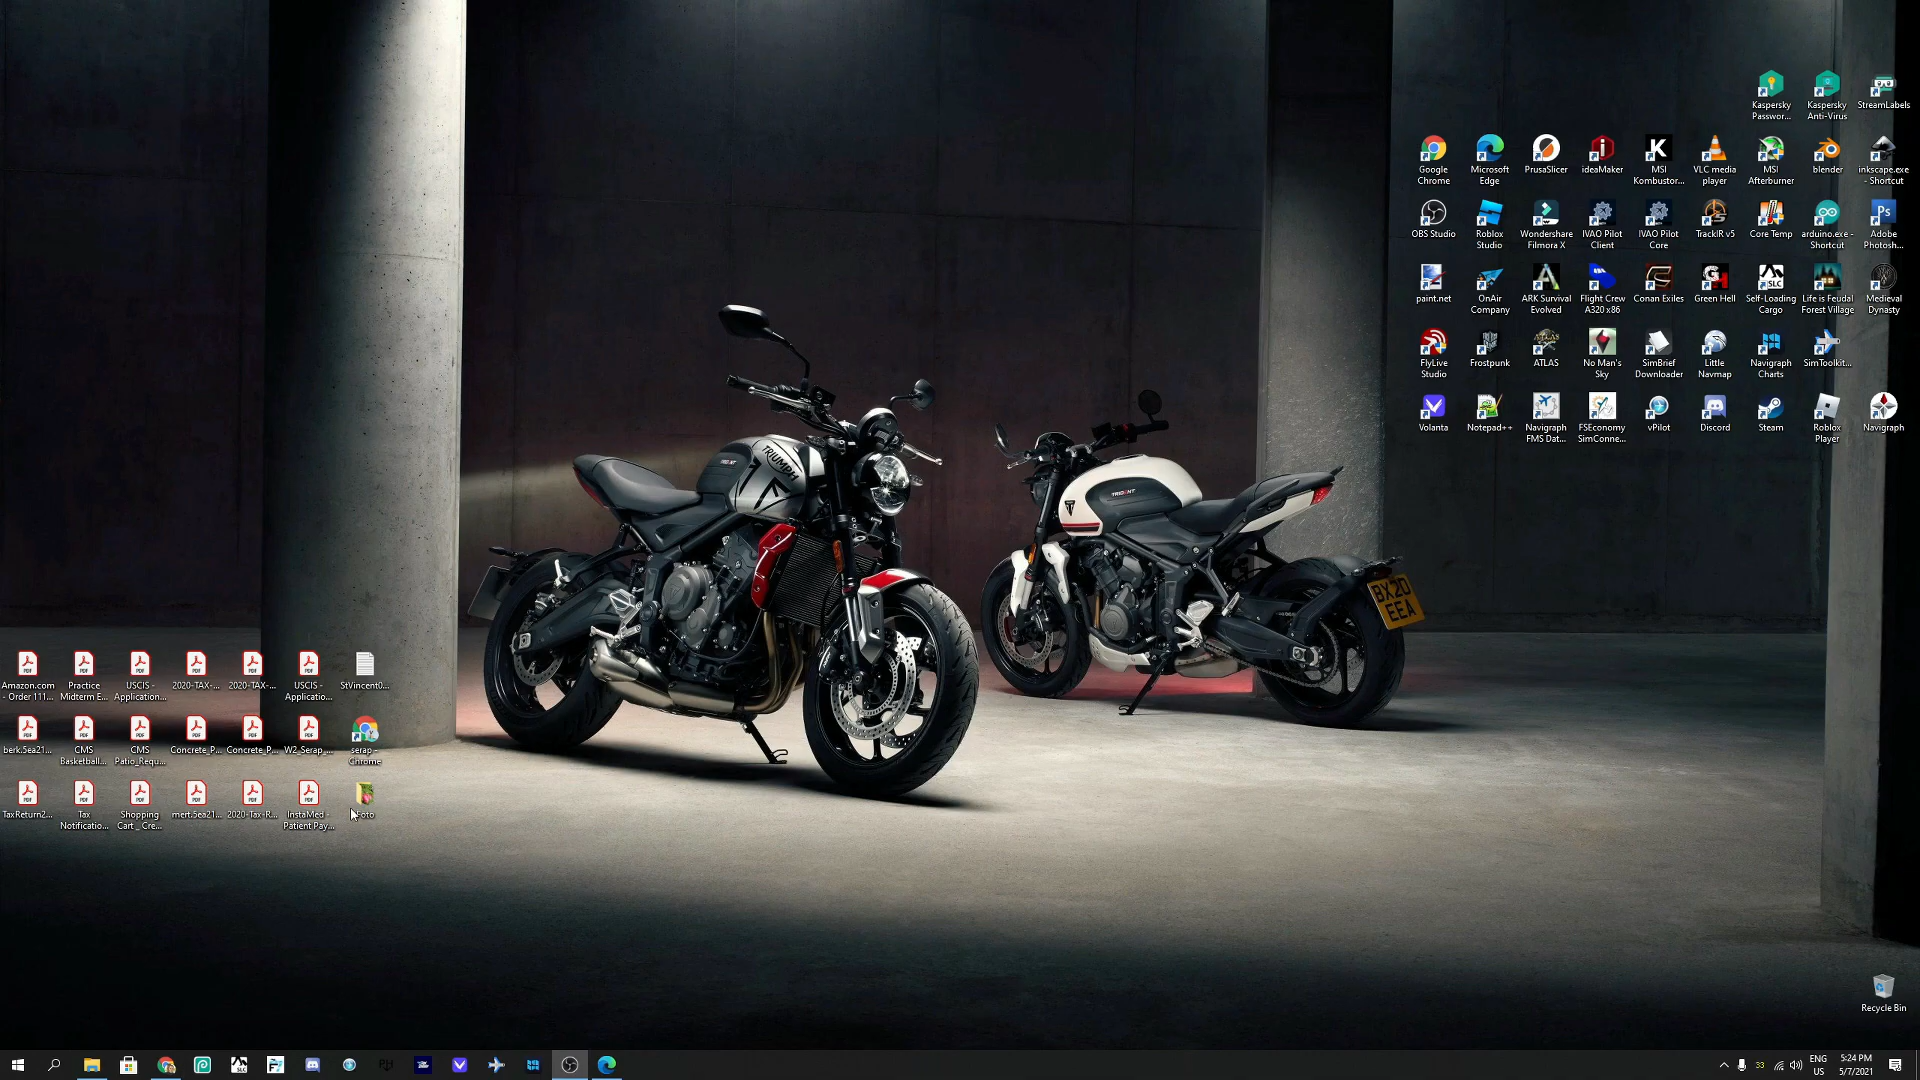 Kaspersky
Passwor...
Kaspersky
Anti-Virus
StreamLabels
Google
Chrome
Microsoft
Edge
PrusaSlicer
ideaMaker
MSI
Kombustor...
VLC media
player
MSI
Afterburner
blender
inkscape.exe
- Shortcut
OBS Studio
Roblox
Studio
Wondershare
Filmora X
IVAO Pilot
Client
IVAO Pilot
Core
TrackIR v5
Core Temp
arduino.exe -
Shortcut
Adobe
Photosh...
paint.net
OnAir
Company
ARK Survival
Evolved
Flight Crew
A320 x86
Conan Exiles
Green Hell
Self-Loading
Cargo
Life is Feudal
Forest Village
Medieval
Dynasty
FlyLive
Studio
Frostpunk
ATLAS
No Man's
Sky
SimBrief
Downloader
Little
Navmap
Navigraph
Charts
SimToolkit...
Volanta
Notepad++
Navigraph
FMS Dat...
FSEconomy
SimConne...
vPilot
Discord
Steam
Roblox
Player
Navigraph
TRIUMPH
TRIDENT
TRIDENT
BX20
EEA
Amazon.com
- Order 111...
Practice
Midterm E...
USCIS -
Application...
2020-TAX-...
2020-TAX-...
USCIS -
Applicatio...
StVincent0...
berk.5ea21...
CMS
Basketball...
CMS
Patio_Requ...
Concrete_P...
Concrete_P...
W2_Serap_...
serap -
Chrome
TaxReturn2...
Tax
Notificatio...
Shopping
Cart _ Cre...
mert.5ea21...
2020-Tax-R...
InstaMed -
Patient Pay...
Foto
Recycle Bin
33
ENG
US
5:24 PM
5/7/2021